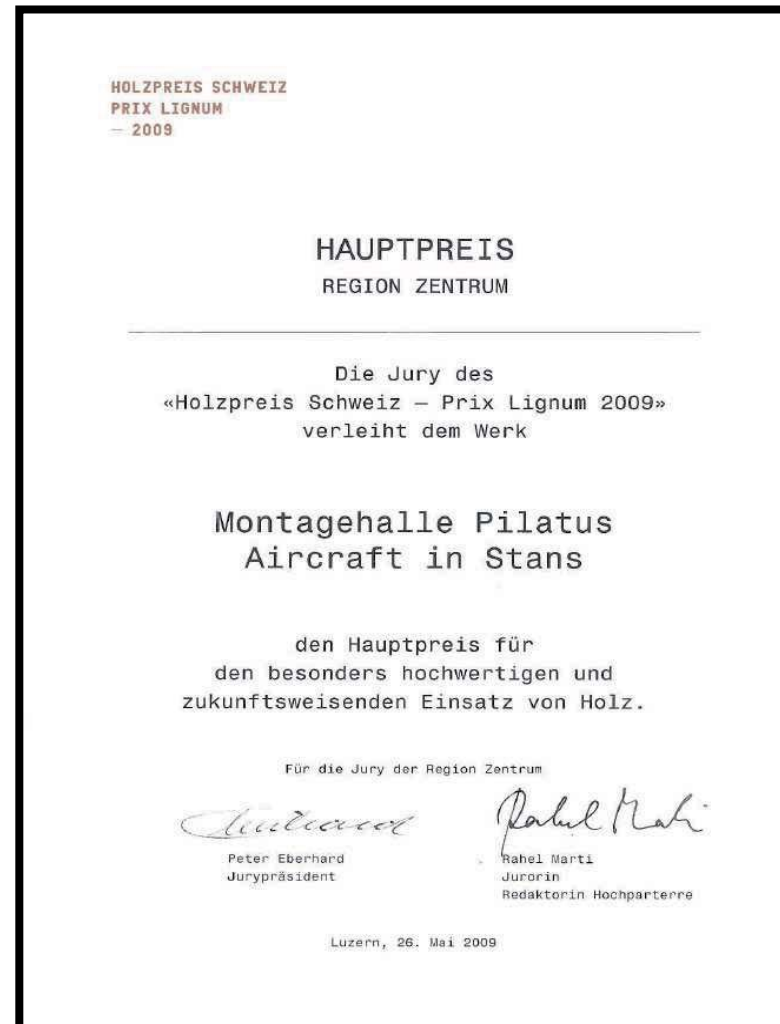 HOLZPREIS SCHWEIZ
PRIX LIGNUM
— 2009
HAUPTPREIS
REGION ZENTRUM
Die Jury des
«Holzpreis Schweiz – Prix Lignum 2009»
verleiht dem Werk
Montagehalle Pilatus
Aircraft in Stans
den Hauptpreis für
den besonders hochwertigen und
zukunftsweisenden Einsatz von Holz.
Für die Jury der Region Zentrum
Rahel Marti
Peter Eberhard
Jurypräsident
Rahel Marti
Jurorin
Redaktorin Hochparterre
Luzern, 26. Mai 2009